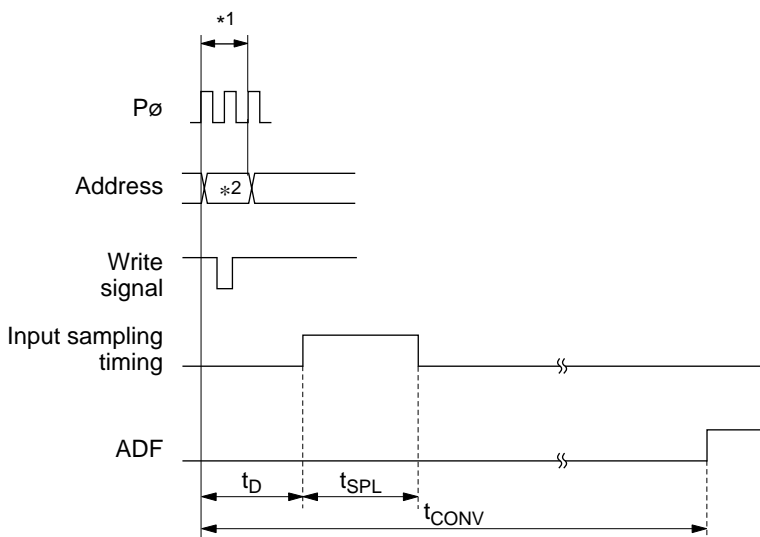 *1
Pø
Address
*2
Write
signal
Input sampling
timing
ADF
tD
tSPL
tCONV